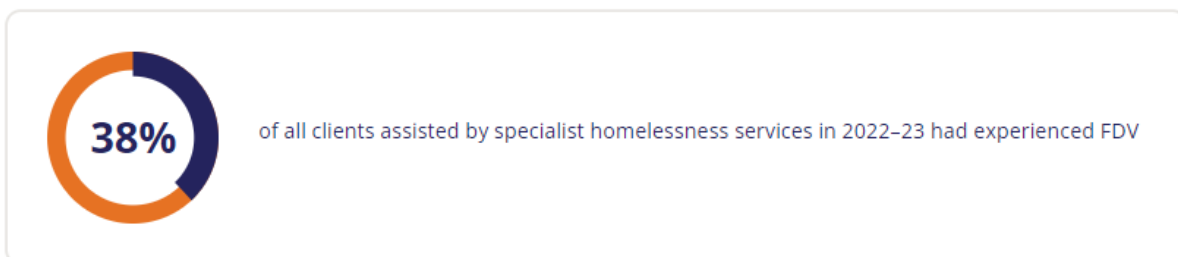 38%
of all clients assisted by specialist homelessness services in 2022–23 had experienced FDV